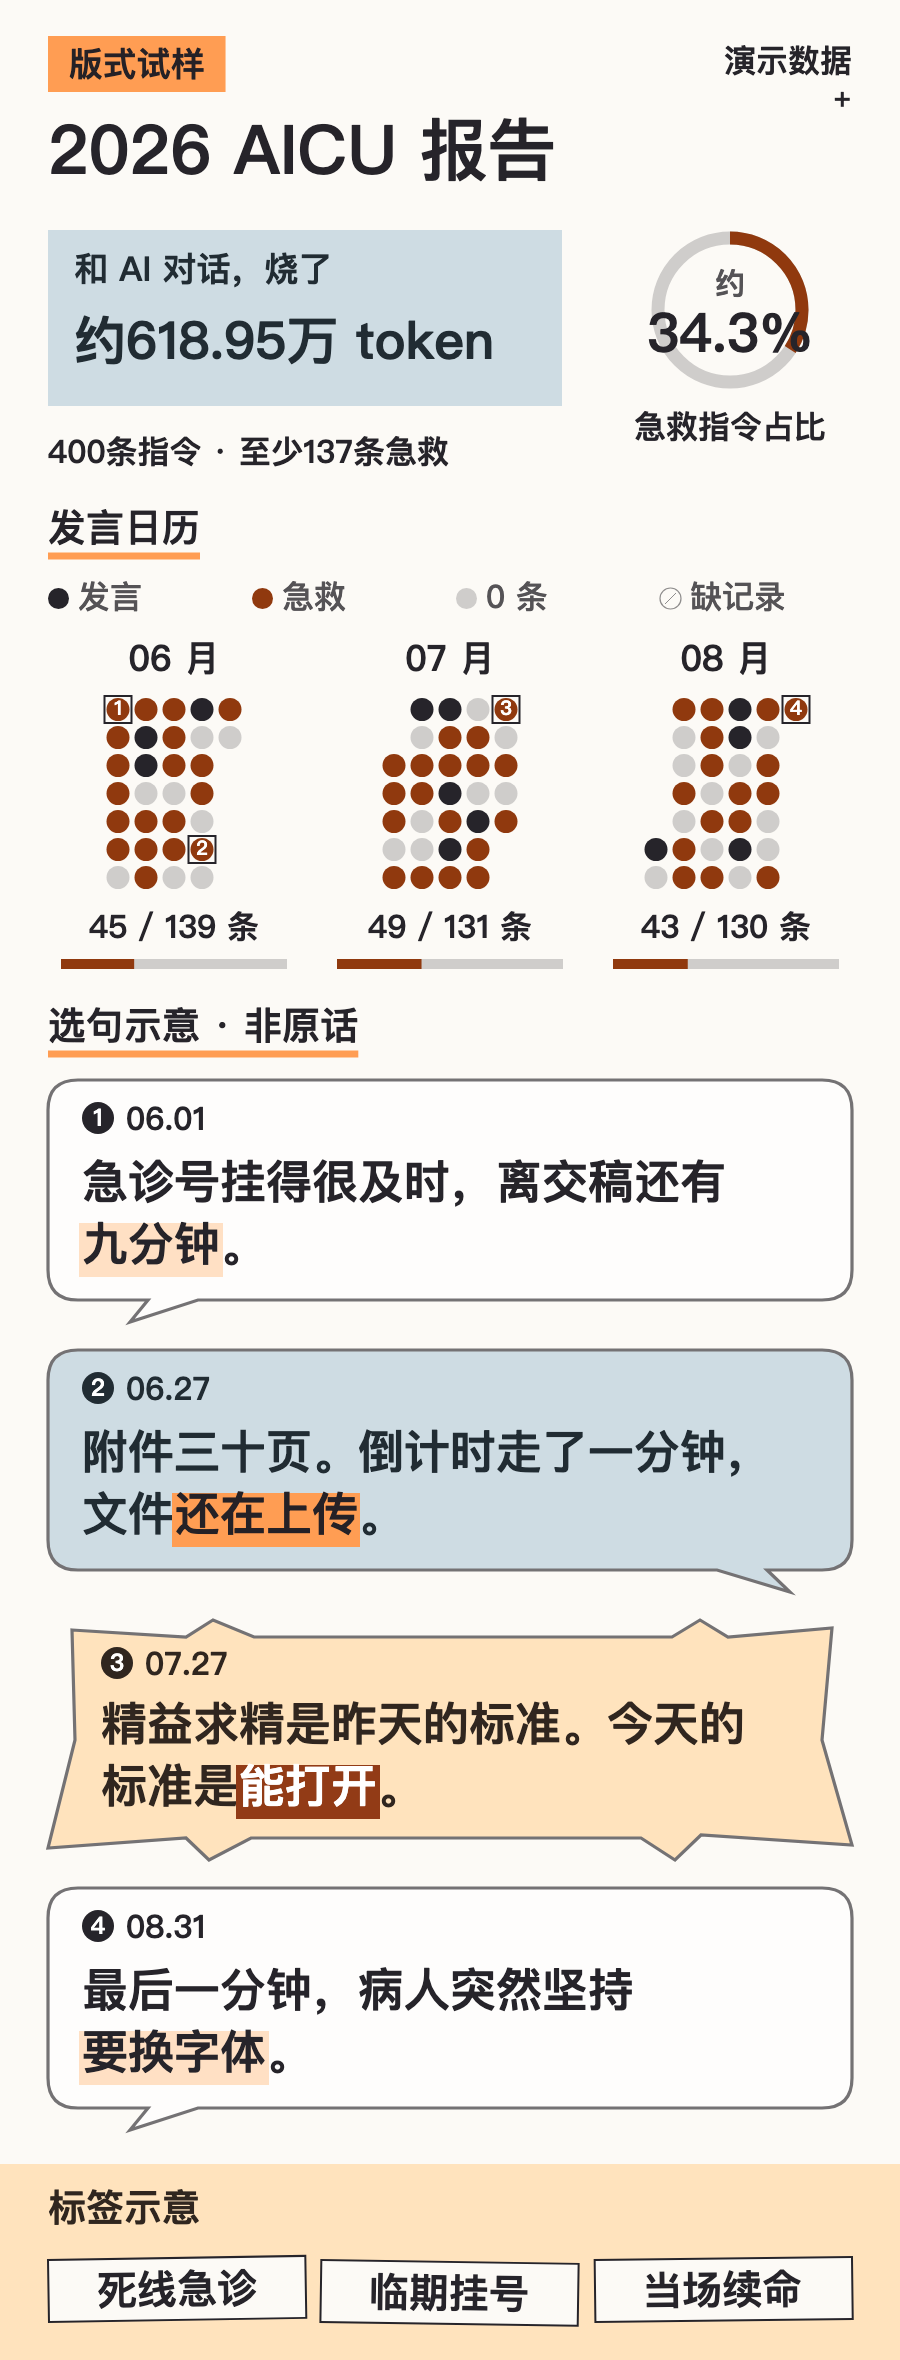 版式试样
演示数据
+
2026 AICU 报告
和 AI 对话，烧了
约618.95万 token
约
34.3%
急救指令占比
400条指令 · 至少137条急救
发言日历
发言
急救
0 条
缺记录
06 月
07 月
08 月
1
3
4
2
45 / 139 条
49 / 131 条
43 / 130 条
选句示意 · 非原话
1 06.01
急诊号挂得很及时，离交稿还有
九分钟。
2 06.27
附件三十页。倒计时走了一分钟，
文件还在上传。
3 07.27
精益求精是昨天的标准。今天的
标准是能打开。
4 08.31
最后一分钟，病人突然坚持
要换字体。
标签示意
死线急诊
临期挂号
当场续命